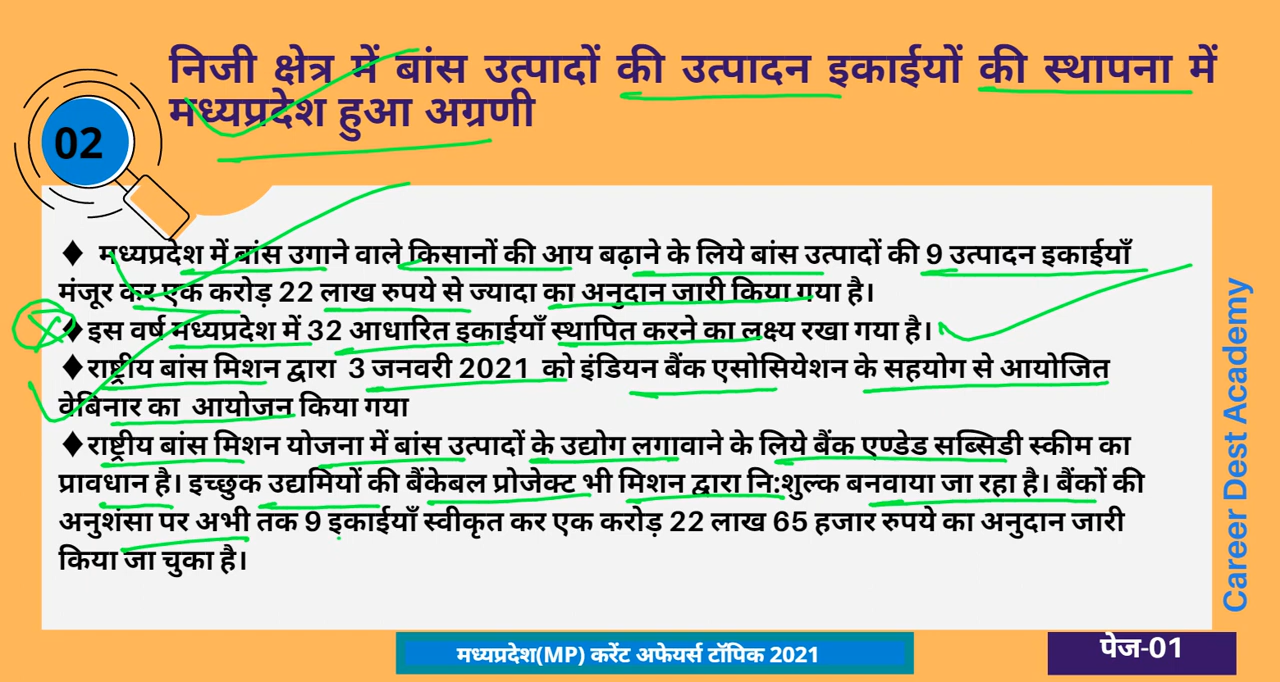 निजी क्षेत्र में बांस उत्पादों की उत्पादन इकाईयों की स्थापना में
मध्यप्रदेश हुआ अग्रणी
02
♦ मध्यप्रदेश में बांस उगाने वाले किसानों की आय बढ़ाने के लिये बांस उत्पादों की 9 उत्पादन इकाईयाँ
मंजूर कर एक करोड़ 22 लाख रुपये से ज्यादा का अनुदान जारी किया गया है।
♦इस वर्ष मध्यप्रदेश में 32 आधारित इकाईयाँ स्थापित करने का लक्ष्य रखा गया है।
♦राष्ट्रीय बांस मिशन द्वारा 3 जनवरी 2021 को इंडियन बैंक एसोसियेशन के सहयोग से आयोजित
वेबिनार का आयोजन किया गया
♦राष्ट्रीय बांस मिशन योजना में बांस उत्पादों के उद्योग लगावाने के लिये बैंक एण्डेड सब्सिडी स्कीम का
प्रावधान है। इच्छुक उद्यमियों की बैंकेबल प्रोजेक्ट भी मिशन द्वारा नि:शुल्क बनवाया जा रहा है। बैंकों की
अनुशंसा पर अभी तक 9 इकाईयाँ स्वीकृत कर एक करोड़ 22 लाख 65 हजार रुपये का अनुदान जारी
किया जा चुका है।
Career Dest Academy
मध्यप्रदेश(MP) करेंट अफेयर्स टॉपिक 2021
पेज-01